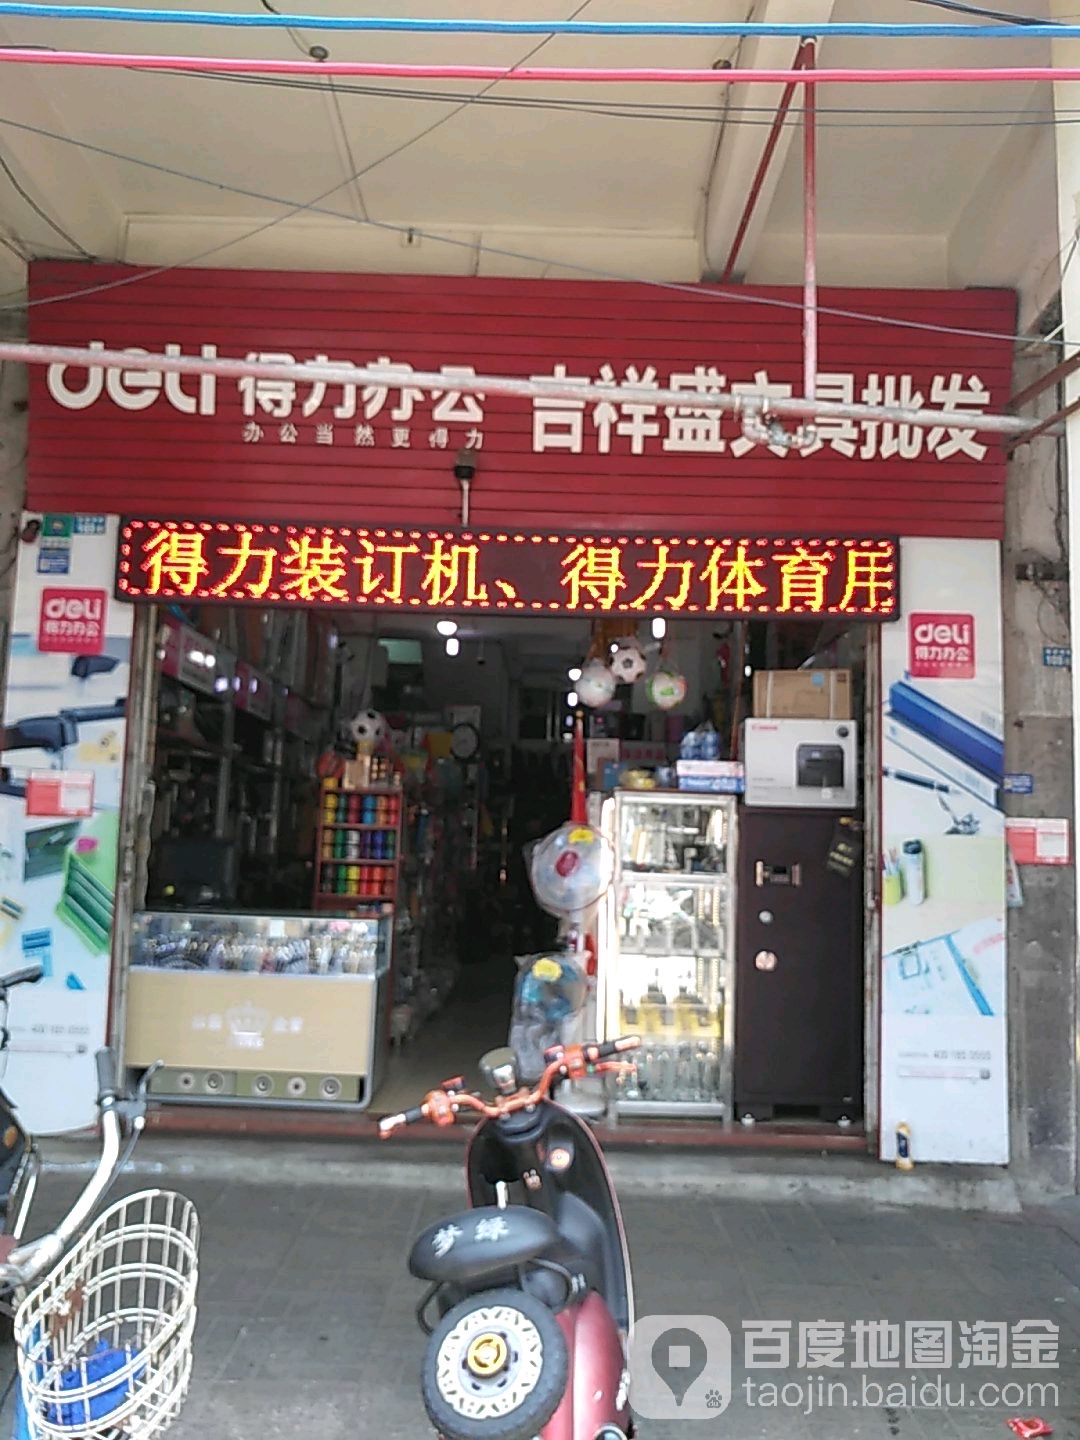 deli 得力办公 吉祥盛文具批发
办公当然更得力
得力装订机、得力体育用
deli
得力办公
deli
得力办公
Canon
梦绿
百度地图淘金
taojin.baidu.com